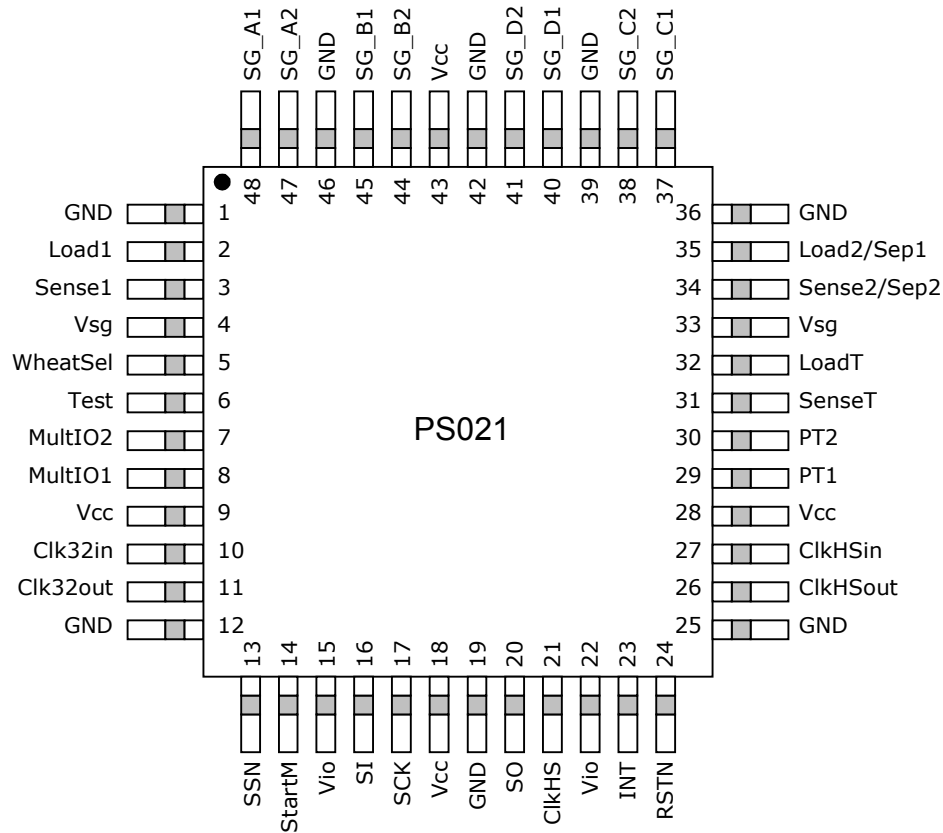 SG_A1 SG_A2 GND SG_B1 SG_B2 Vcc GND SG_D2 SG_D1 GND SG_C2 SG_C1
48 47 46 45 44 43 42 41 40 39 38 37
GND 1 36 GND
Load1 2 35 Load2/Sep1
Sense1 3 34 Sense2/Sep2
Vsg 4 33 Vsg
WheatSel 5 32 LoadT
Test 6 31 SenseT
PS021
MultIO2 7 30 PT2
MultIO1 8 29 PT1
Vcc 9 28 Vcc
Clk32in 10 27 ClkHSin
Clk32out 11 26 ClkHSout
GND 12 25 GND
13 14 15 16 17 18 19 20 21 22 23 24
SSN StartM Vio SI SCK Vcc GND SO ClkHS Vio INT RSTN